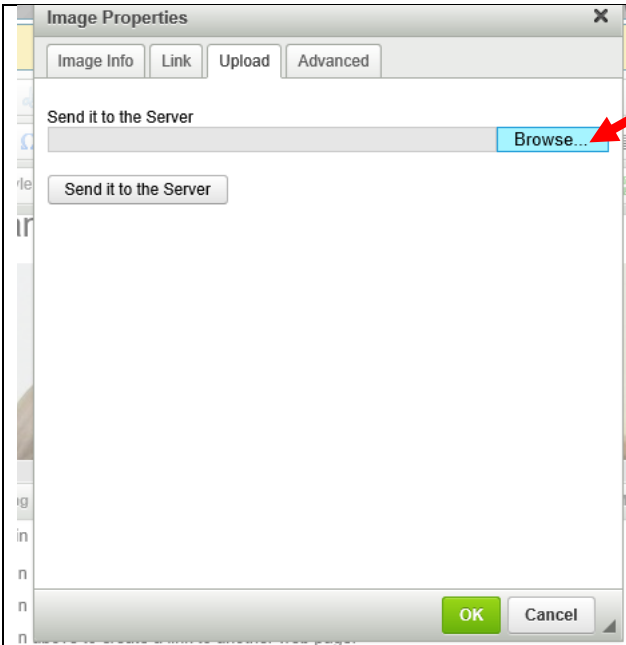 Image Properties
Image Info Link Upload Advanced
Send it to the Server
Browse...
Send it to the Server
OK Cancel